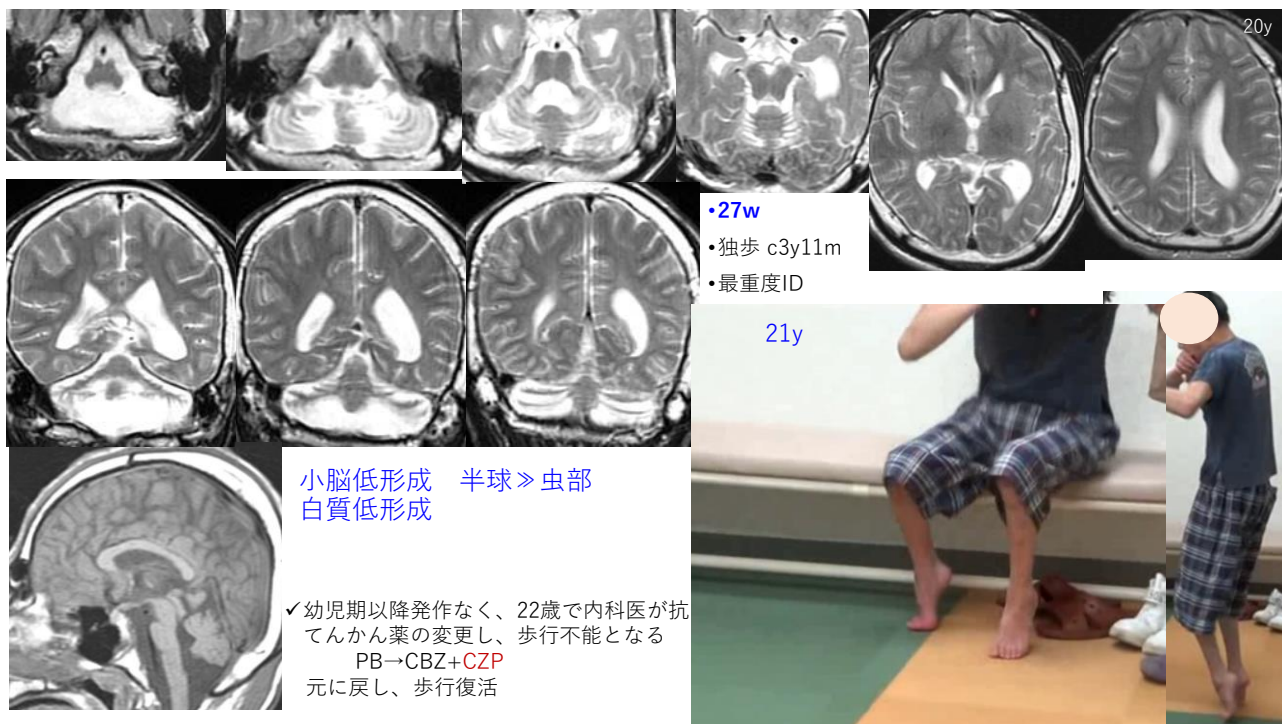 20y
•27w
•独歩 c3y11m
•最重度ID
21y
小脳低形成　半球≫虫部
白質低形成
✓幼児期以降発作なく、22歳で内科医が抗
てんかん薬の変更し、歩行不能となる
PB→CBZ+CZP
元に戻し、歩行復活